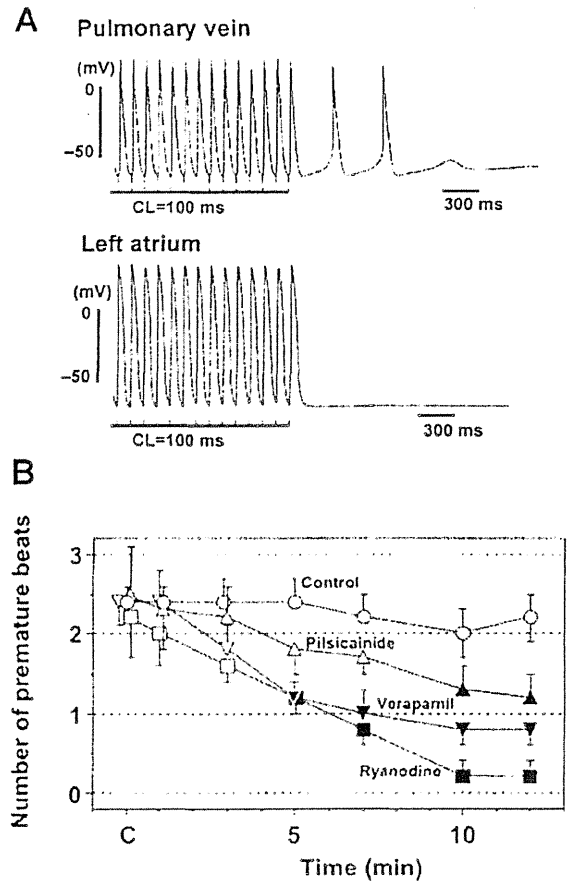 A
Pulmonary vein
(mV)
0
−50
CL=100 ms
300 ms
Left atrium
(mV)
0
−50
CL=100 ms
300 ms
B
Number of premature beats
3
2
1
0
Control
Pilsicainide
Verapamil
Ryanodine
C
5
10
Time (min)